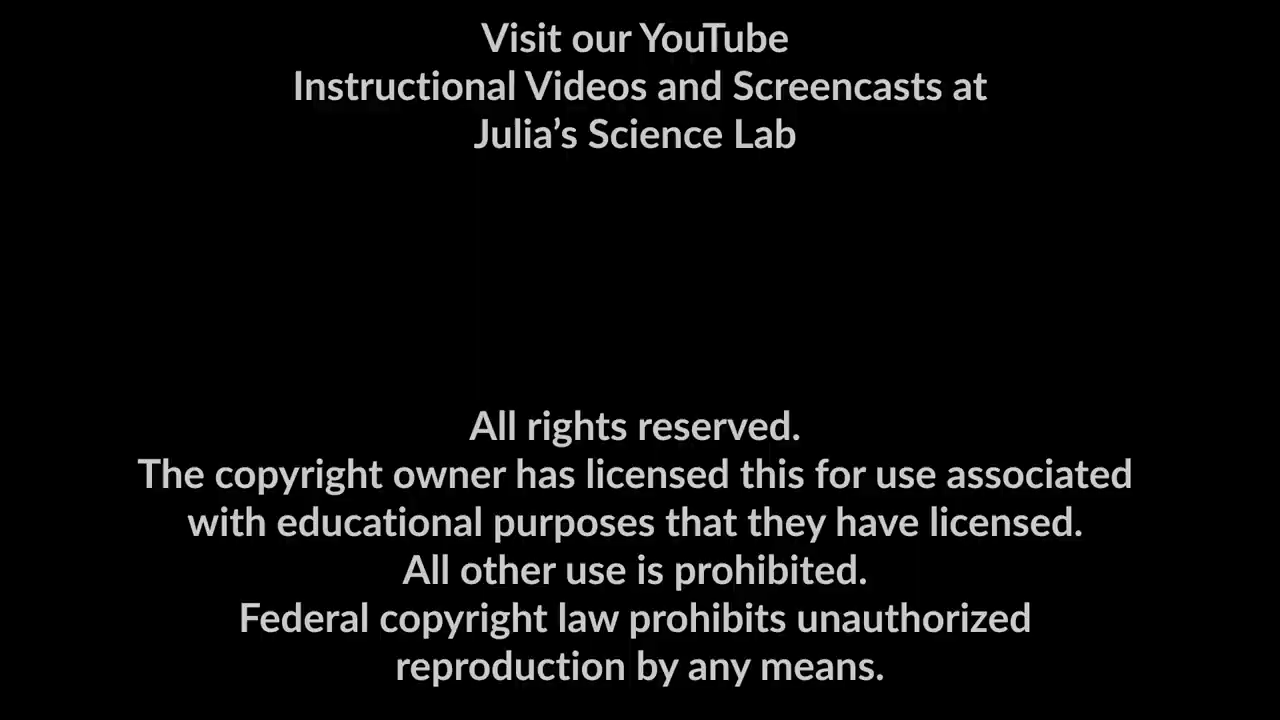 Visit our YouTube
Instructional Videos and Screencasts at
Julia’s Science Lab
All rights reserved.
The copyright owner has licensed this for use associated
with educational purposes that they have licensed.
All other use is prohibited.
Federal copyright law prohibits unauthorized
reproduction by any means.